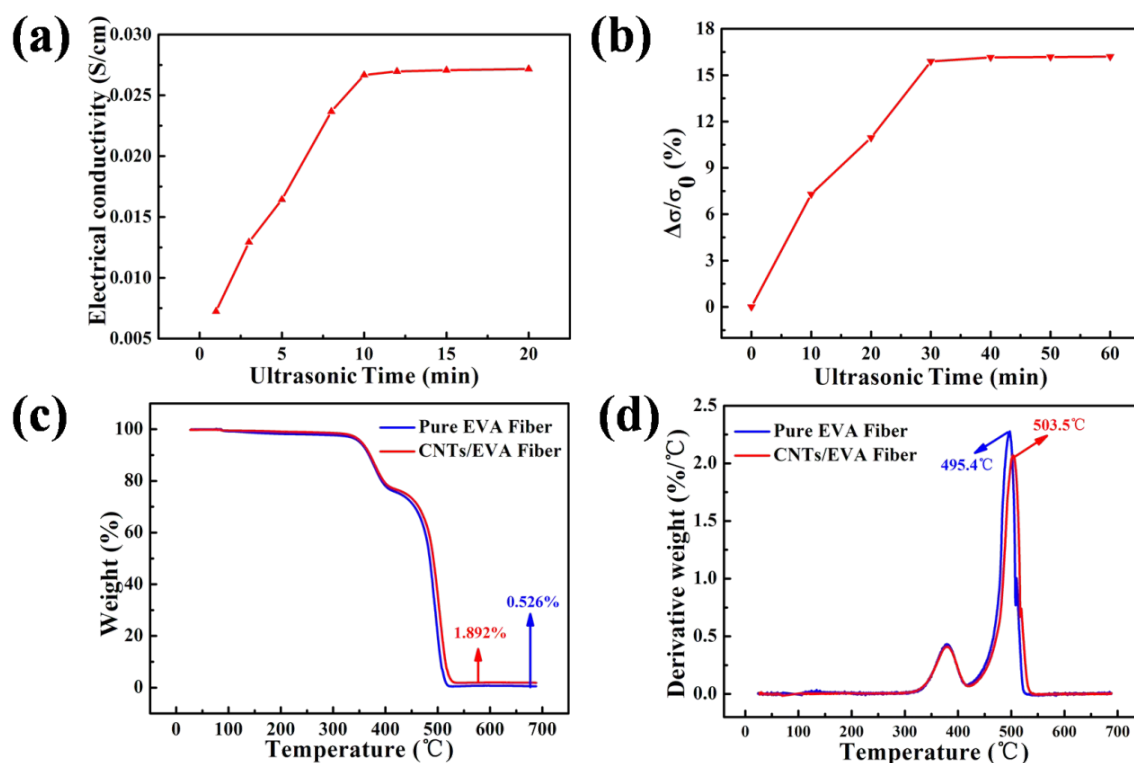 (a)
Electrical conductivity (S/cm)
0.030
0.025
0.020
0.015
0.010
0.005
0 5 10 15 20
Ultrasonic Time (min)
(b)
Δσ/σ0 (%)
18
15
12
9
6
3
0
0 10 20 30 40 50 60
Ultrasonic Time (min)
(c)
Weight (%)
100
80
60
40
20
0
Pure EVA Fiber
CNTs/EVA Fiber
0.526%
1.892%
0 100 200 300 400 500 600 700
Temperature (℃)
(d)
Derivative weight (%/℃)
2.5
2.0
1.5
1.0
0.5
0.0
Pure EVA Fiber
CNTs/EVA Fiber
503.5℃
495.4℃
0 100 200 300 400 500 600 700
Temperature (℃)